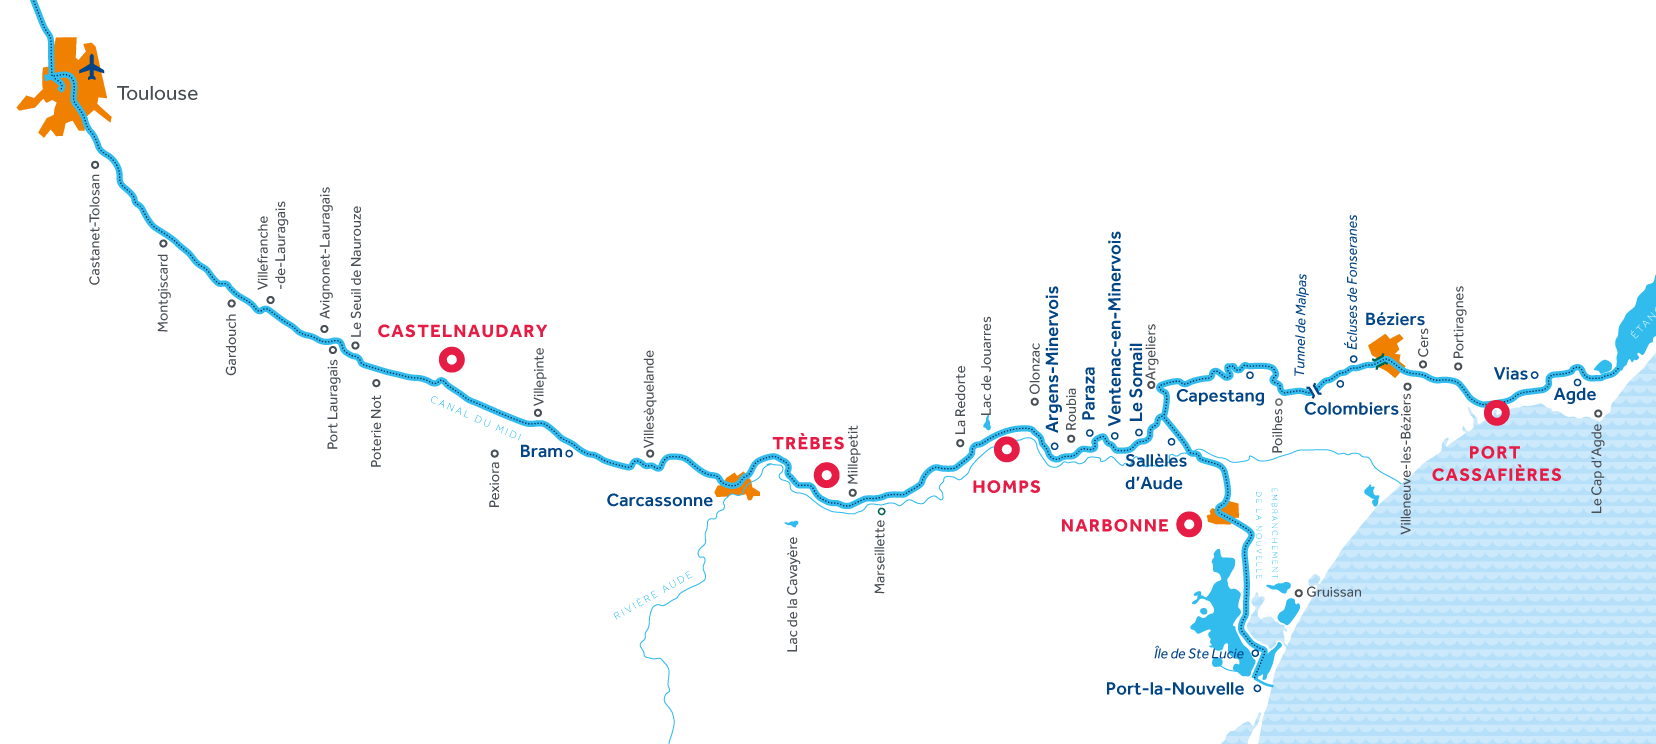 Toulouse
Castanet-Tolosan
Montgiscard
Gardouch
Villefranche
-de-Lauragais
Avignonet-Lauragais
Port Lauragais
Le Seuil de Naurouze
Poterie Not
CASTELNAUDARY
CANAL DU MIDI
Pexiora
Villepinte
Bram
Villesèquelande
Carcassonne
RIVIÈRE AUDE
TRÈBES
Lac de la Cavayère
Millepetit
Marseillette
La Redorte
Lac de Jouarres
HOMPS
Olonzac
Argens-Minervois
Roubia
Paraza
Ventenac-en-Minervois
Le Somail
Argeliers
Sallèles
d'Aude
NARBONNE
EMBRANCHEMENT
DE LA NOUVELLE
Gruissan
Île de Ste Lucie
Port-la-Nouvelle
Capestang
Poilhes
Tunnel de Malpas
Colombiers
Écluses de Fonseranes
Béziers
Villeneuve-les-Béziers
Cers
Portiragnes
PORT
CASSAFIÈRES
Vias
Agde
Le Cap d'Agde
ÉTAN